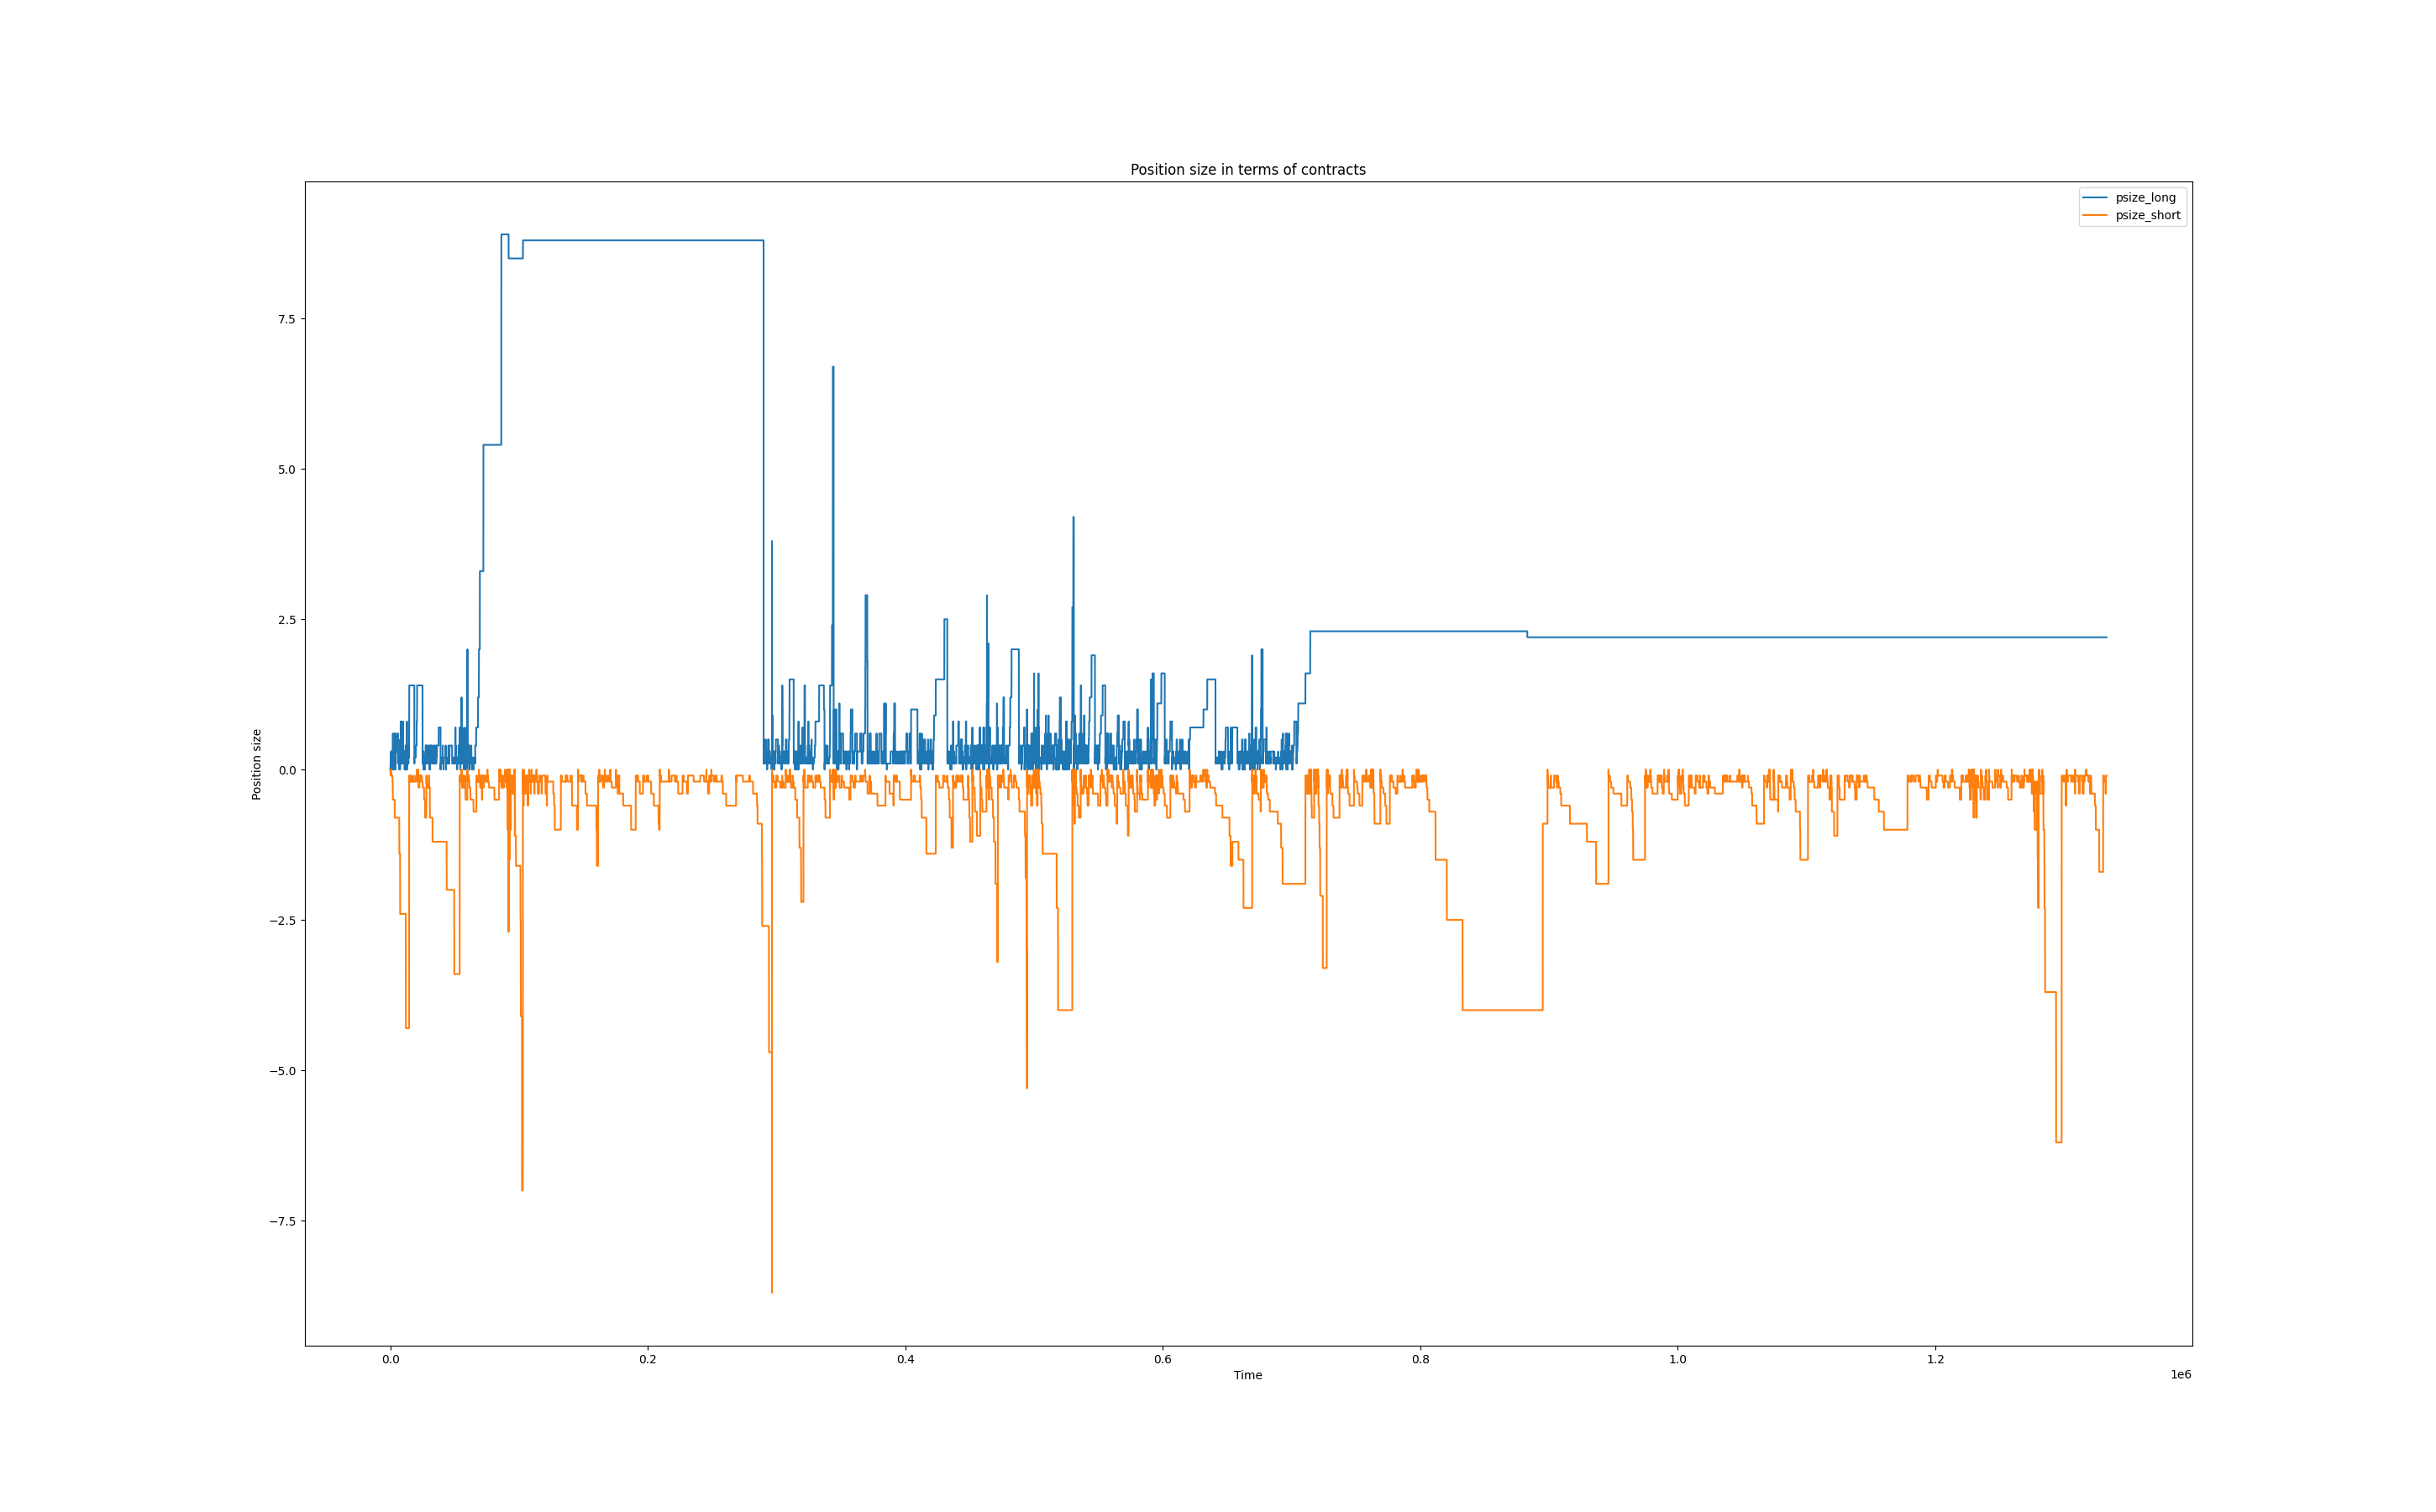 Position size in terms of contracts
psize_long
psize_short
Position size
7.5
5.0
2.5
0.0
−2.5
−5.0
−7.5
0.0 0.2 0.4 0.6 0.8 1.0 1.2
Time
1e6